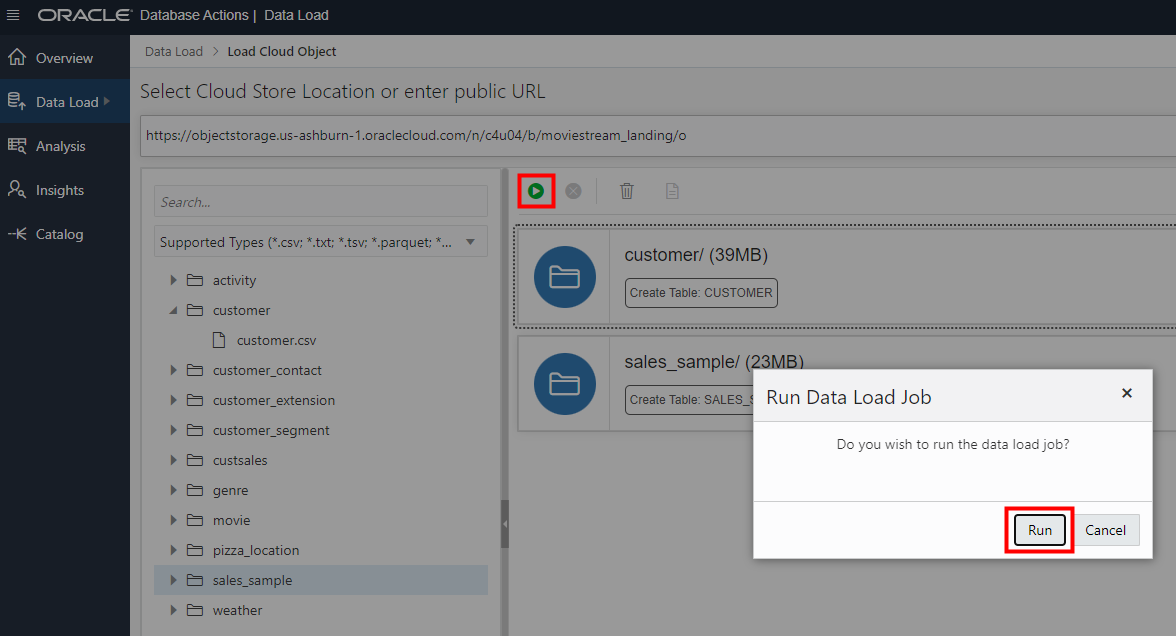 ORACLE Database Actions | Data Load
Overview
Data Load
Analysis
Insights
Catalog
Data Load > Load Cloud Object
Select Cloud Store Location or enter public URL
https://objectstorage.us-ashburn-1.oraclecloud.com/n/c4u04/b/moviestream_landing/o
Search...
Supported Types (*.csv; *.txt; *.tsv; *.parquet; *...
activity
customer
customer.csv
customer_contact
customer_extension
customer_segment
custsales
genre
movie
pizza_location
sales_sample
weather
customer/ (39MB)
Create Table: CUSTOMER
sales_sample/ (23MB)
Create Table: SALES_S
Run Data Load Job
Do you wish to run the data load job?
Run
Cancel